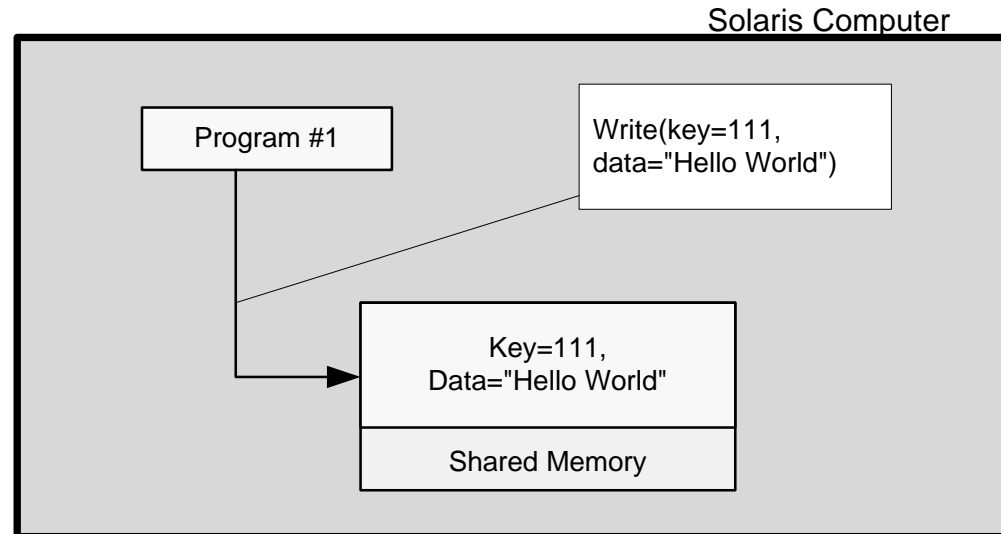 Solaris Computer
Program #1
Write(key=111,
data="Hello World")
Key=111,
Data="Hello World"
Shared Memory